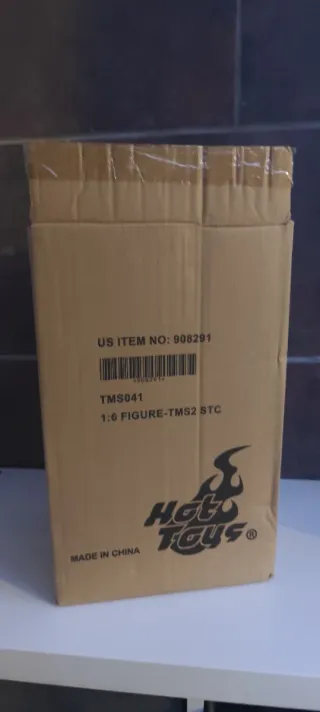 US ITEM NO: 908291
TMS041
1:6 FIGURE-TMS2 STC
Hot
Toys®
MADE IN CHINA